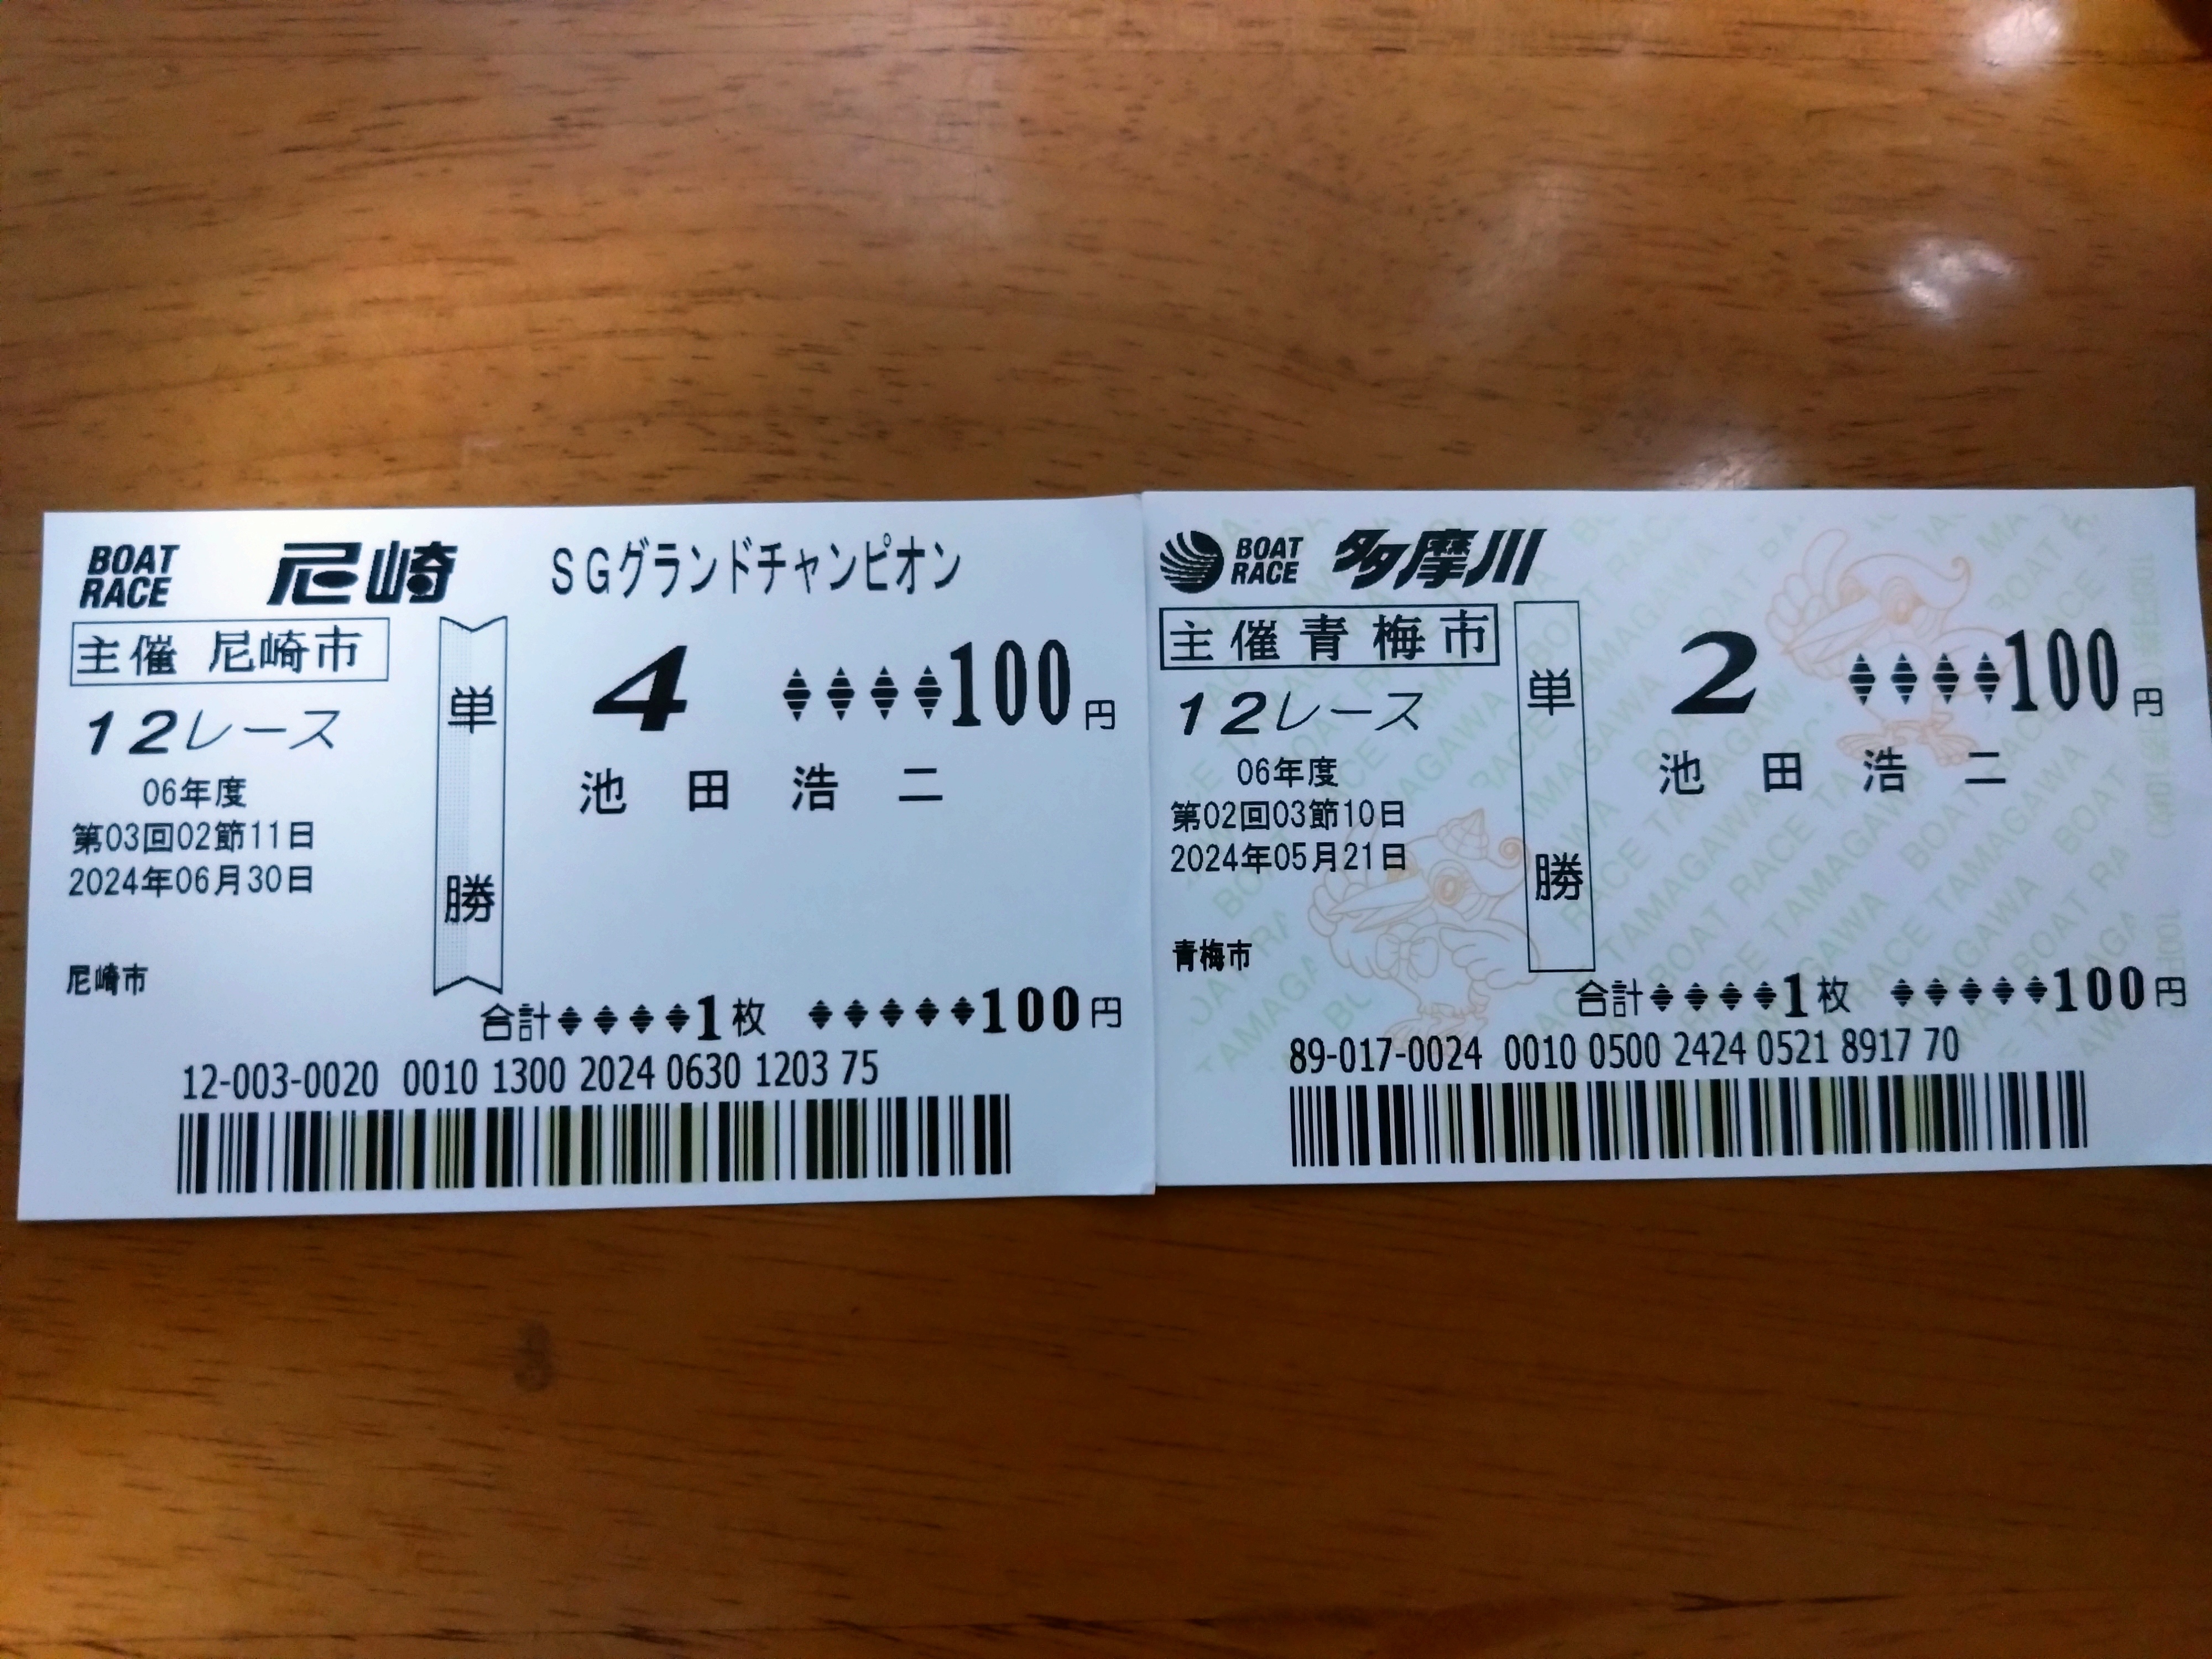 BOAT RACE 尼崎 SGグランドチャンピオン
主催 尼崎市
12レース
06年度
第03回02節11日
2024年06月30日
尼崎市
単勝
4 100円
池田浩二
合計 1枚 100円
12-003-0020 0010 1300 2024 0630 1203 75
BOAT RACE 多摩川
主催青梅市
12レース
06年度
第02回03節10日
2024年05月21日
青梅市
単勝
2 100円
池田浩二
合計 1枚 100円
89-017-0024 0010 0500 2424 0521 8917 70
BOAT RACE TAMAGAWA